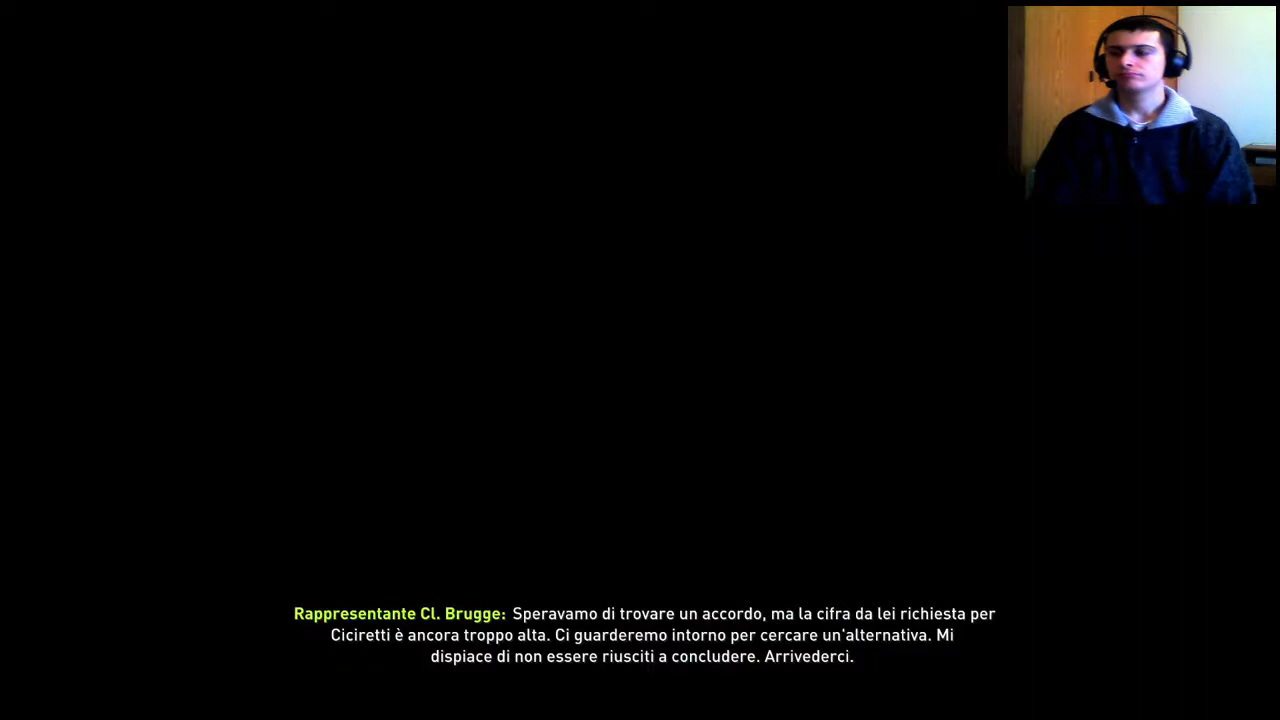 Rappresentante Cl. Brugge: Speravamo di trovare un accordo, ma la cifra da lei richiesta per
Ciciretti è ancora troppo alta. Ci guarderemo intorno per cercare un'alternativa. Mi
dispiace di non essere riusciti a concludere. Arrivederci.